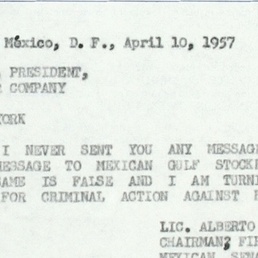 México, D. F., April 10, 1957
PRESIDENT,
COMPANY
YORK
I NEVER SENT YOU ANY MESSAGE
MESSAGE TO MEXICAN GULF STOCK
SAME IS FALSE AND I AM TURNI
FOR CRIMINAL ACTION AGAINST
LIC. ALBERTO
CHAIRMAN, FI
MEXICAN SENA